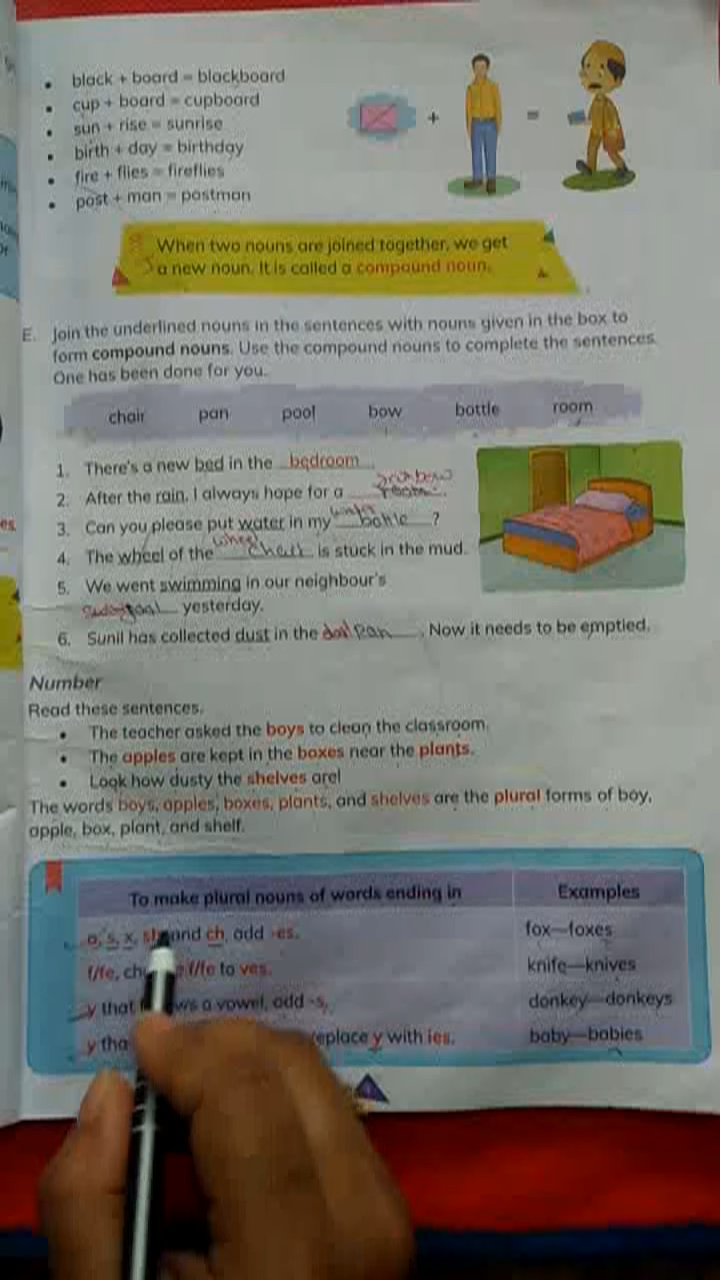 black + board = blackboard
cup + board = cupboard
sun + rise = sunrise
birth + day = birthday
fire + flies = fireflies
post + man = postman
+ =
When two nouns are joined together, we get
a new noun. It is called a compound noun.
E. Join the underlined nouns in the sentences with nouns given in the box to
form compound nouns. Use the compound nouns to complete the sentences.
One has been done for you.
chair pan pool bow bottle room
1. There's a new bed in the bedroom.
rainbow
2. After the rain, I always hope for a
water
3. Can you please put water in my bottle?
wheel
4. The wheel of the chair is stuck in the mud.
5. We went swimming in our neighbour's
yesterday.
6. Sunil has collected dust in the pan. Now it needs to be emptied.
Number
Read these sentences.
The teacher asked the boys to clean the classroom.
The apples are kept in the boxes near the plants.
Look how dusty the shelves are!
The words boys, apples, boxes, plants, and shelves are the plural forms of boy,
apple, box, plant, and shelf.
To make plural nouns of words ending in Examples
o, s, x, and ch, add -es. fox—foxes
f/fe, f/fe to ves. knife—knives
y that a vowel, add -s, donkey—donkeys
y replace y with ies. baby—babies